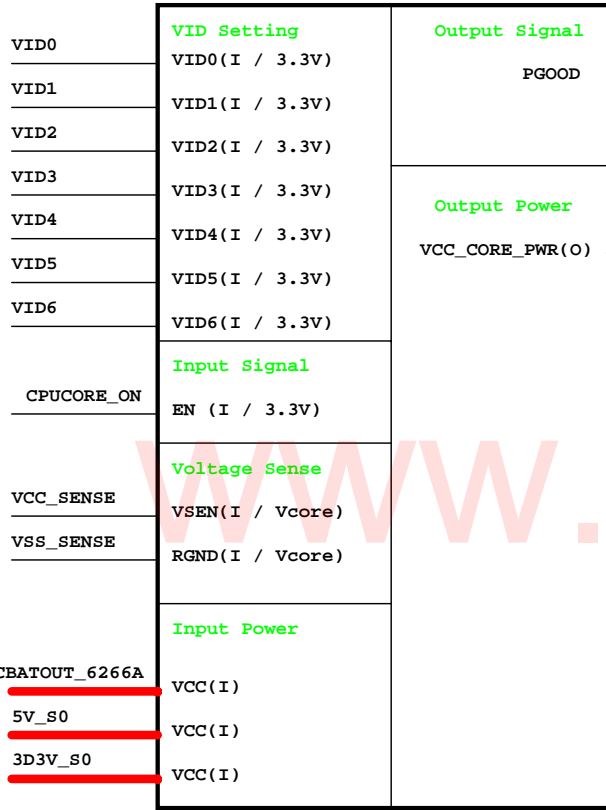 VID Setting
Output Signal
VID0
VID0(I / 3.3V)
PGOOD
VID1
VID1(I / 3.3V)
VID2
VID2(I / 3.3V)
VID3
VID3(I / 3.3V)
Output Power
VID4
VID4(I / 3.3V)
VCC_CORE_PWR(O)
VID5
VID5(I / 3.3V)
VID6
VID6(I / 3.3V)
Input Signal
CPUCORE_ON
EN (I / 3.3V)
Voltage Sense
VCC_SENSE
VSEN(I / Vcore)
VSS_SENSE
RGND(I / Vcore)
www.
Input Power
CBATOUT_6266A
VCC(I)
5V_S0
VCC(I)
3D3V_S0
VCC(I)